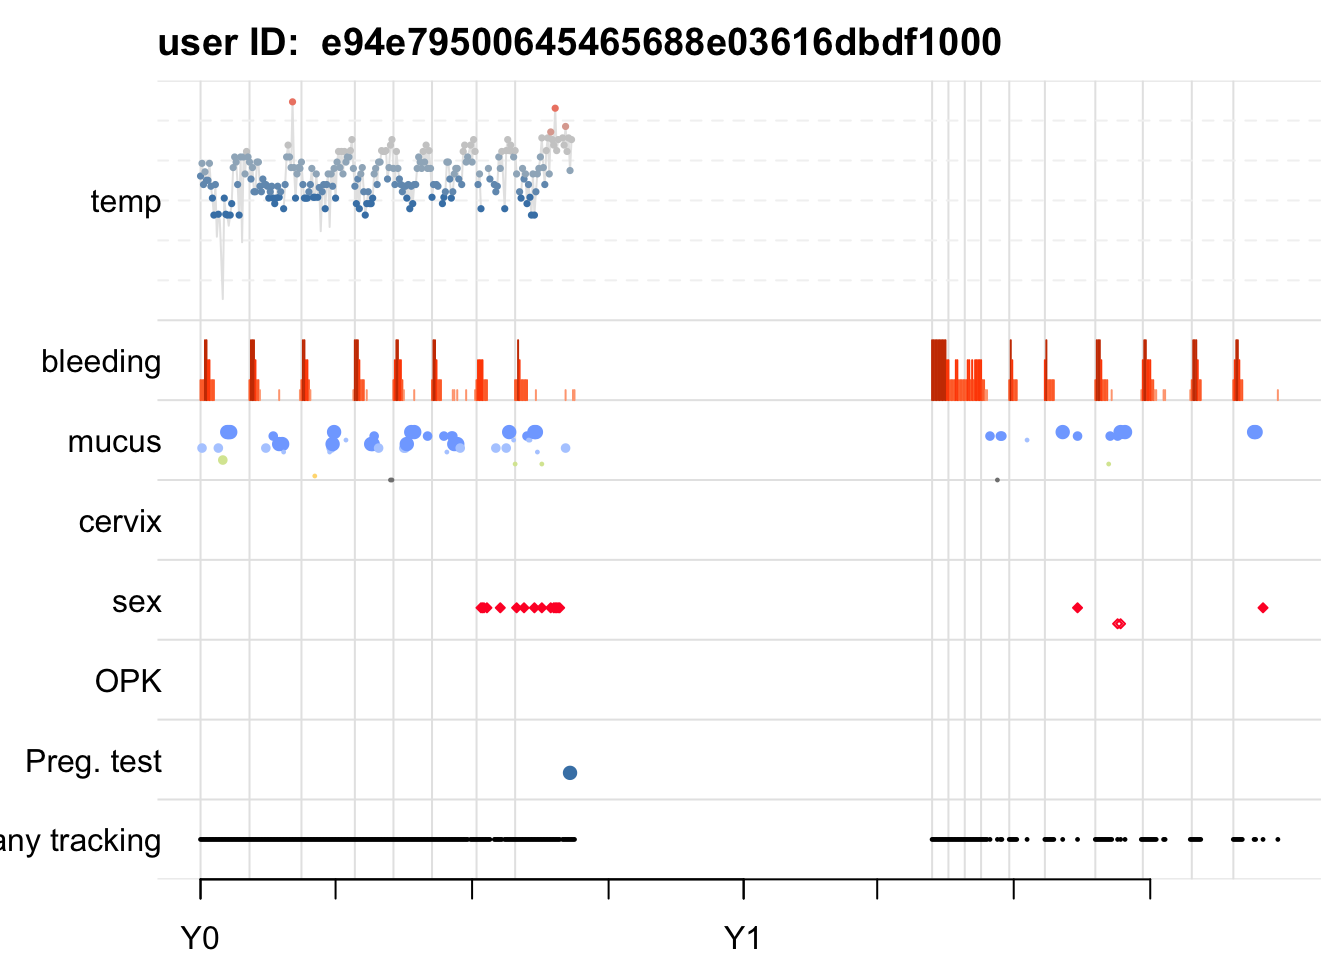 user ID:  e94e79500645465688e03616dbdf1000
temp
bleeding
mucus
cervix
sex
OPK
Preg. test
any tracking
Y0 Y1